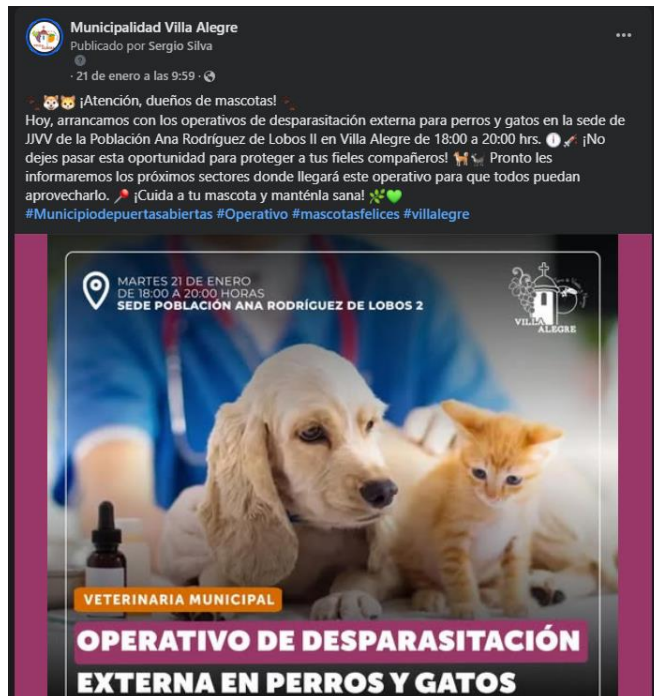 Municipalidad Villa Alegre
Publicado por Sergio Silva
· 21 de enero a las 9:59 ·
¡Atención, dueños de mascotas!
Hoy, arrancamos con los operativos de desparasitación externa para perros y gatos en la sede de
JJVV de la Población Ana Rodríguez de Lobos II en Villa Alegre de 18:00 a 20:00 hrs. 🕕💉 ¡No
dejes pasar esta oportunidad para proteger a tus fieles compañeros! 🐕🐈‍⬛ Pronto les
informaremos los próximos sectores donde llegará este operativo para que todos puedan
aprovecharlo. 📍 ¡Cuida a tu mascota y manténla sana! 🌿💚
#Municipiodepuertasabiertas #Operativo #mascotasfelices #villalegre
MARTES 21 DE ENERO
DE 18:00 A 20:00 HORAS
SEDE POBLACIÓN ANA RODRÍGUEZ DE LOBOS 2
VILLA
ALEGRE
VETERINARIA MUNICIPAL
OPERATIVO DE DESPARASITACIÓN
EXTERNA EN PERROS Y GATOS